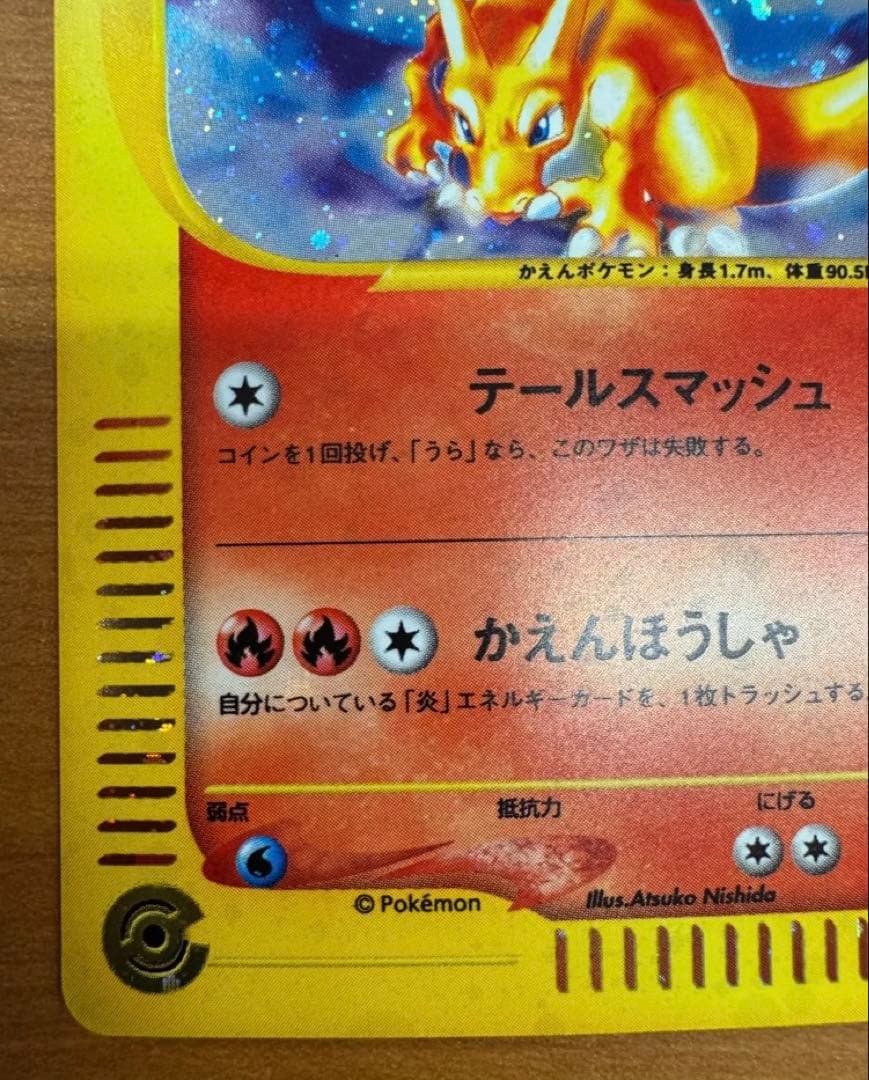 かえんポケモン：身長1.7m、体重90.5
テールスマッシュ
コインを1回投げ、「うら」なら、このワザは失敗する。
かえんほうしゃ
自分についている「炎」エネルギーカードを、1枚トラッシュする
弱点 抵抗力 にげる
© Pokémon Illus.Atsuko Nishida